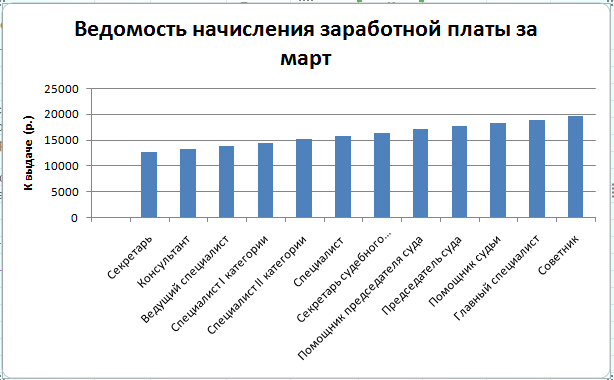 Ведомость начисления заработной платы за
март
К выдаче (р.)
25000
20000
15000
10000
5000
0
Секретарь
Консультант
Ведущий специалист
Специалист I категории
Специалист II категории
Специалист
Секретарь судебного...
Помощник председателя суда
Председатель суда
Помощник судьи
Главный специалист
Советник